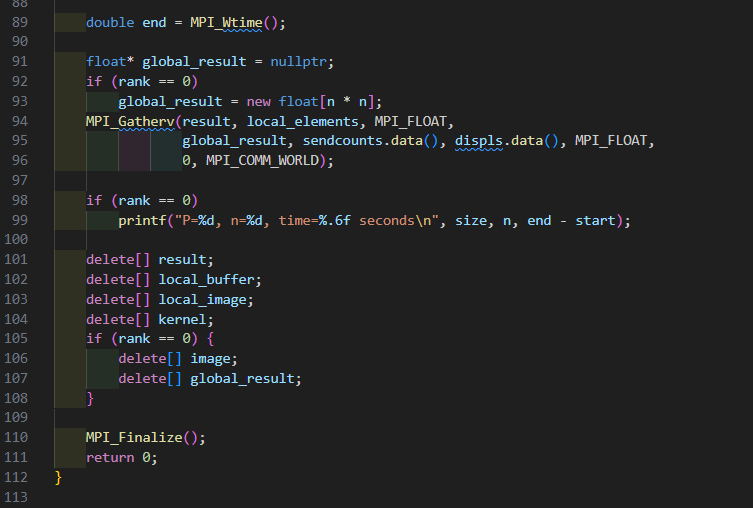 88
89 double end = MPI_Wtime();
90
91 float* global_result = nullptr;
92 if (rank == 0)
93 global_result = new float[n * n];
94 MPI_Gatherv(result, local_elements, MPI_FLOAT,
95 global_result, sendcounts.data(), displs.data(), MPI_FLOAT,
96 0, MPI_COMM_WORLD);
97
98 if (rank == 0)
99 printf("P=%d, n=%d, time=%.6f seconds\n", size, n, end - start);
100
101 delete[] result;
102 delete[] local_buffer;
103 delete[] local_image;
104 delete[] kernel;
105 if (rank == 0) {
106 delete[] image;
107 delete[] global_result;
108 }
109
110 MPI_Finalize();
111 return 0;
112 }
113